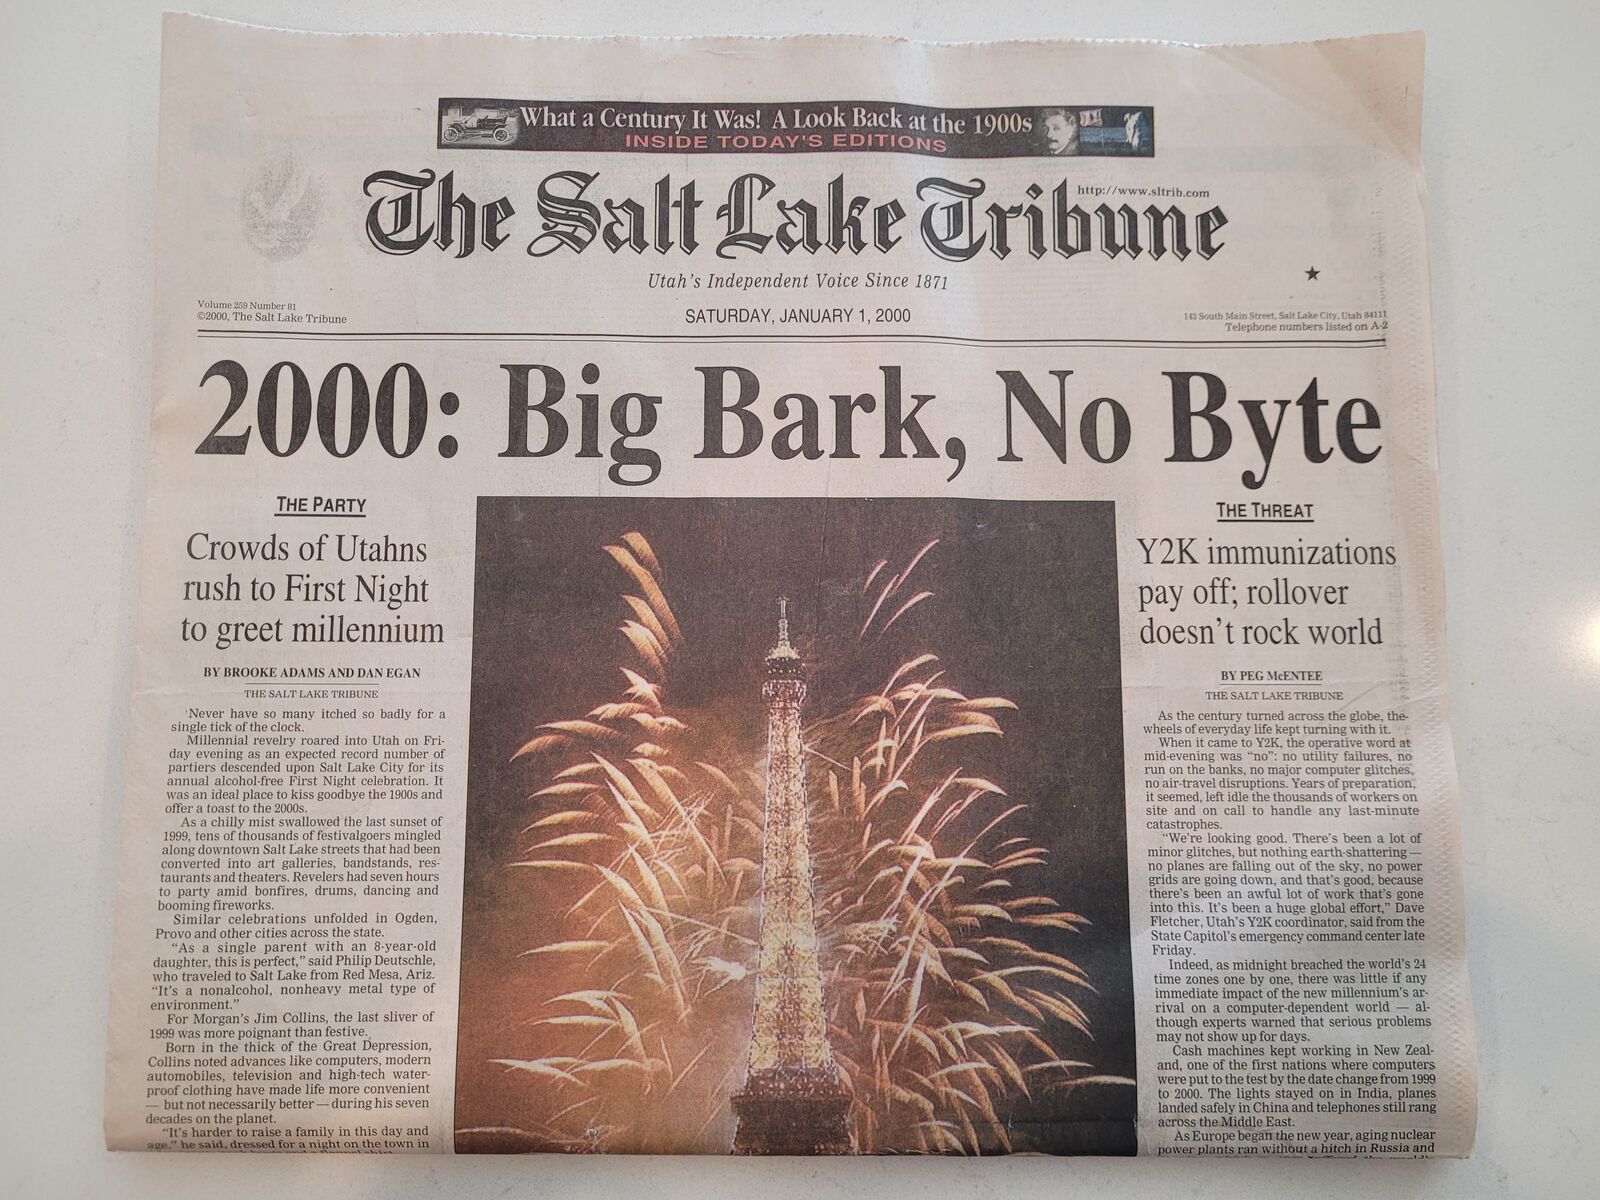 What a Century It Was! A Look Back at the 1900s
INSIDE TODAY'S EDITIONS
http://www.sltrib.com
The Salt Lake Tribune
Utah's Independent Voice Since 1871
Volume 259 Number 81
©2000, The Salt Lake Tribune
SATURDAY, JANUARY 1, 2000
143 South Main Street, Salt Lake City, Utah 84111
Telephone numbers listed on A-2
2000: Big Bark, No Byte
THE PARTY
Crowds of Utahns
rush to First Night
to greet millennium
BY BROOKE ADAMS AND DAN EGAN
THE SALT LAKE TRIBUNE
Never have so many itched so badly for a
single tick of the clock.
Millennial revelry roared into Utah on Fri-
day evening as an expected record number of
partiers descended upon Salt Lake City for its
annual alcohol-free First Night celebration. It
was an ideal place to kiss goodbye the 1900s and
offer a toast to the 2000s.
As a chilly mist swallowed the last sunset of
1999, tens of thousands of festivalgoers mingled
along downtown Salt Lake streets that had been
converted into art galleries, bandstands, res-
taurants and theaters. Revelers had seven hours
to party amid bonfires, drums, dancing and
booming fireworks.
Similar celebrations unfolded in Ogden,
Provo and other cities across the state.
"As a single parent with an 8-year-old
daughter, this is perfect," said Philip Deutschle,
who traveled to Salt Lake from Red Mesa, Ariz.
"It's a nonalcohol, nonheavy metal type of
environment."
For Morgan's Jim Collins, the last sliver of
1999 was more poignant than festive.
Born in the thick of the Great Depression,
Collins noted advances like computers, modern
automobiles, television and high-tech water-
proof clothing have made life more convenient
— but not necessarily better — during his seven
decades on the planet.
"It's harder to raise a family in this day and
age," he said, dressed for a night on the town in
THE THREAT
Y2K immunizations
pay off; rollover
doesn't rock world
BY PEG McENTEE
THE SALT LAKE TRIBUNE
As the century turned across the globe, the
wheels of everyday life kept turning with it.
When it came to Y2K, the operative word at
mid-evening was "no": no utility failures, no
run on the banks, no major computer glitches,
no air-travel disruptions. Years of preparation,
it seemed, left idle the thousands of workers on
site and on call to handle any last-minute
catastrophes.
"We're looking good. There's been a lot of
minor glitches, but nothing earth-shattering —
no planes are falling out of the sky, no power
grids are going down, and that's good, because
there's been an awful lot of work that's gone
into this. It's been a huge global effort," Dave
Fletcher, Utah's Y2K coordinator, said from the
State Capitol's emergency command center late
Friday.
Indeed, as midnight breached the world's 24
time zones one by one, there was little if any
immediate impact of the new millennium's ar-
rival on a computer-dependent world — al-
though experts warned that serious problems
may not show up for days.
Cash machines kept working in New Zeal-
and, one of the first nations where computers
were put to the test by the date change from 1999
to 2000. The lights stayed on in India, planes
landed safely in China and telephones still rang
across the Middle East.
As Europe began the new year, aging nuclear
power plants ran without a hitch in Russia and